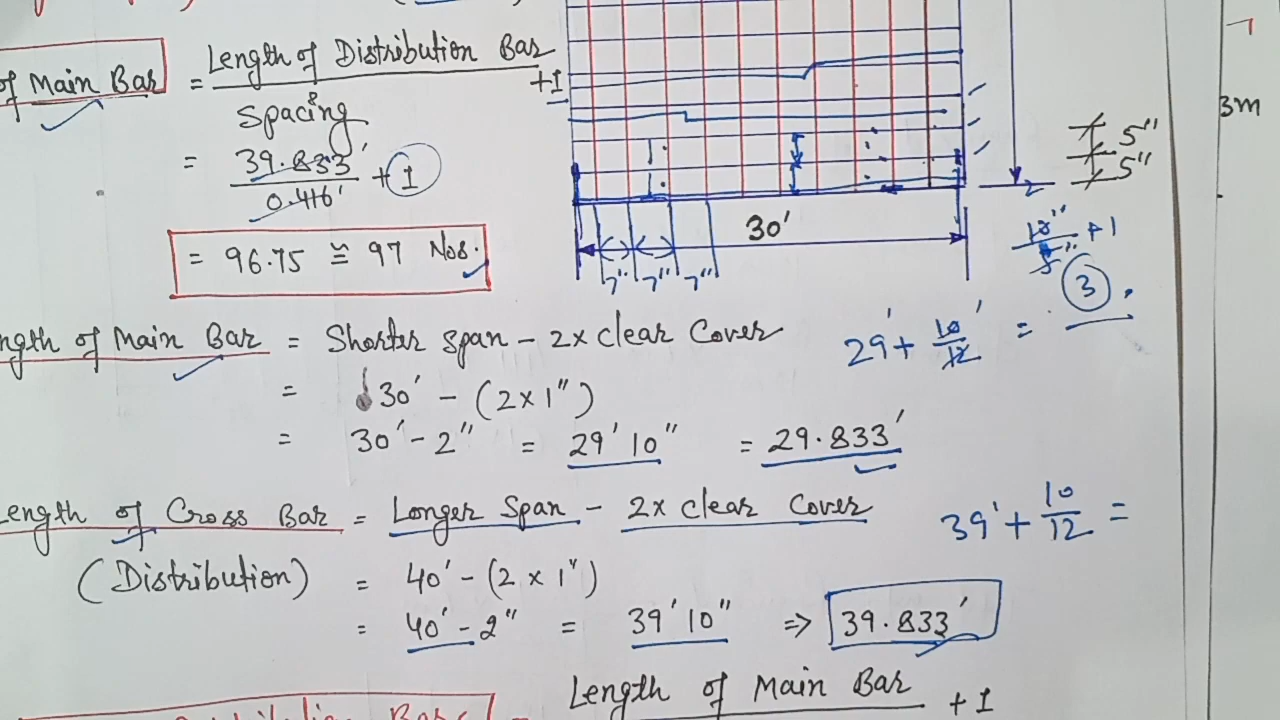 of Main Bar = Length of Distribution Bar +1
Spacing
= 39.833' + 1
0.416'
= 96.75 ≅ 97 Nos.
30'
7" 7" 7"
5"
5"
3m
10" + 1
5"
3.
ngth of Main Bar = Shorter span - 2x clear Cover
29' + 10' =
12
= 30' - (2x1")
= 30' - 2" = 29' 10" = 29.833'
Length of Cross Bar = Longer Span - 2x clear Cover
39' + 10 =
12
(Distribution) = 40' - (2 x 1")
= 40' - 2" = 39' 10" => 39.833'
Length of Main Bar + 1